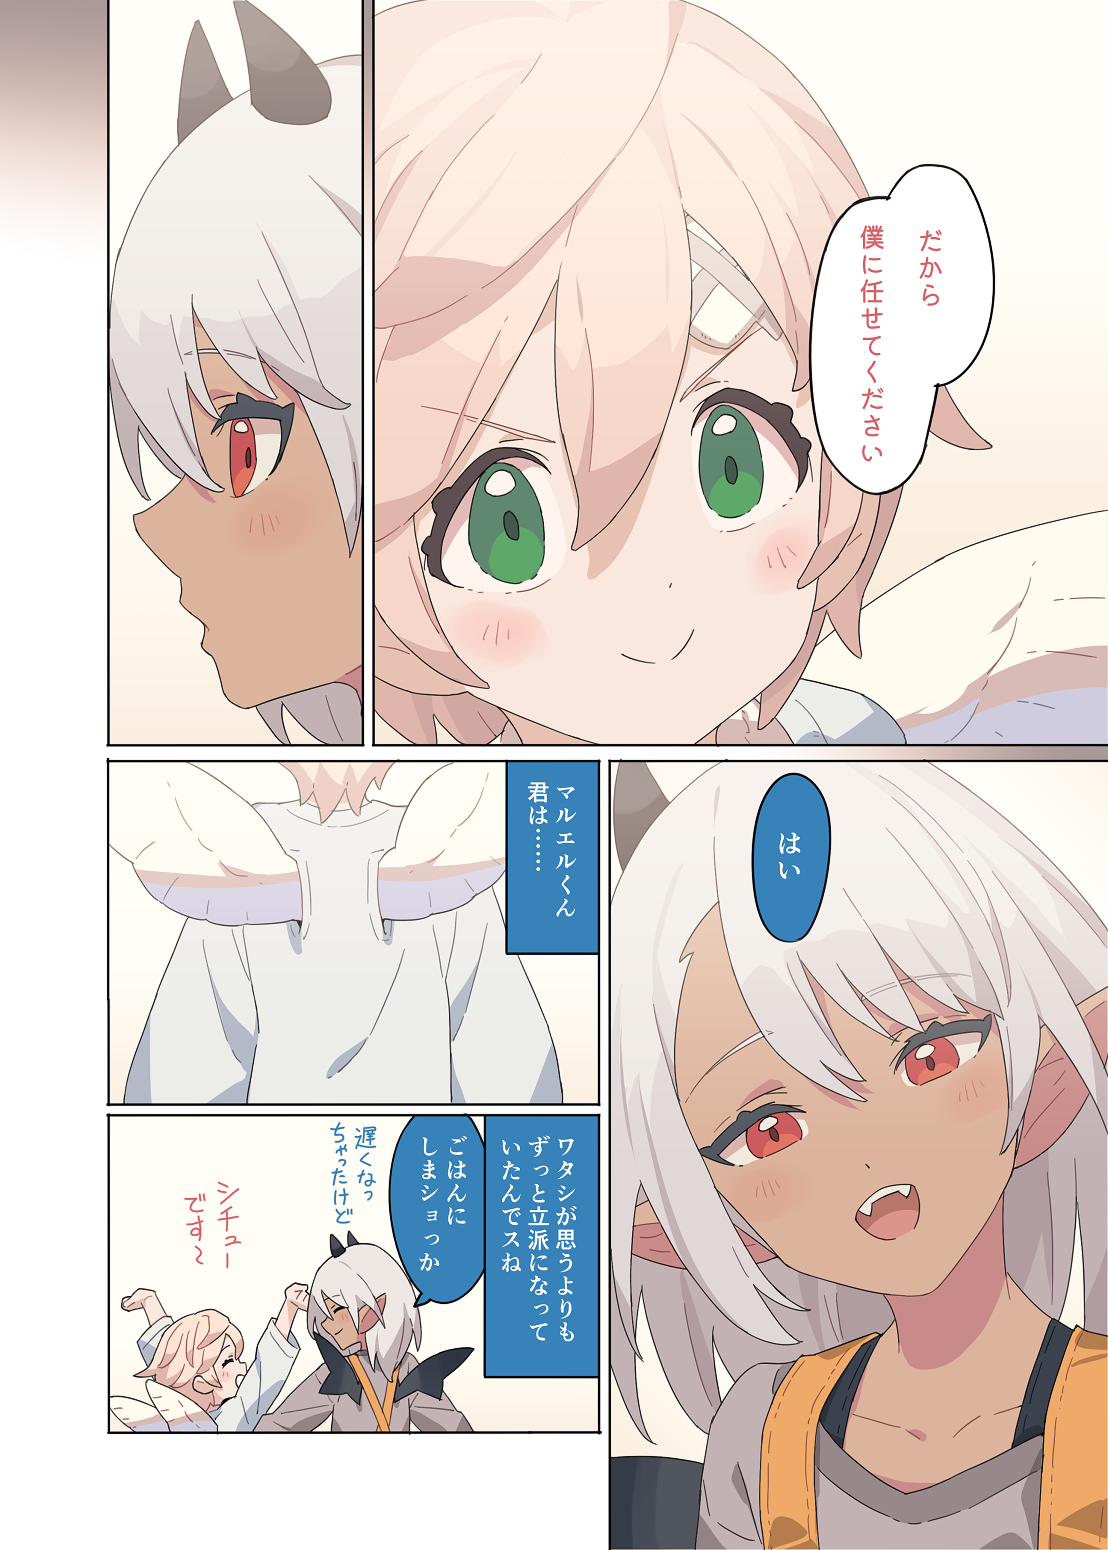 だから
僕に任せてください
はい
マルエルくん
君は……
ワタシが思うよりも
ずっと立派になって
いたんでスね
ごはんに
しまショっか
遅くなっ
ちゃったけど
シチュー
です～